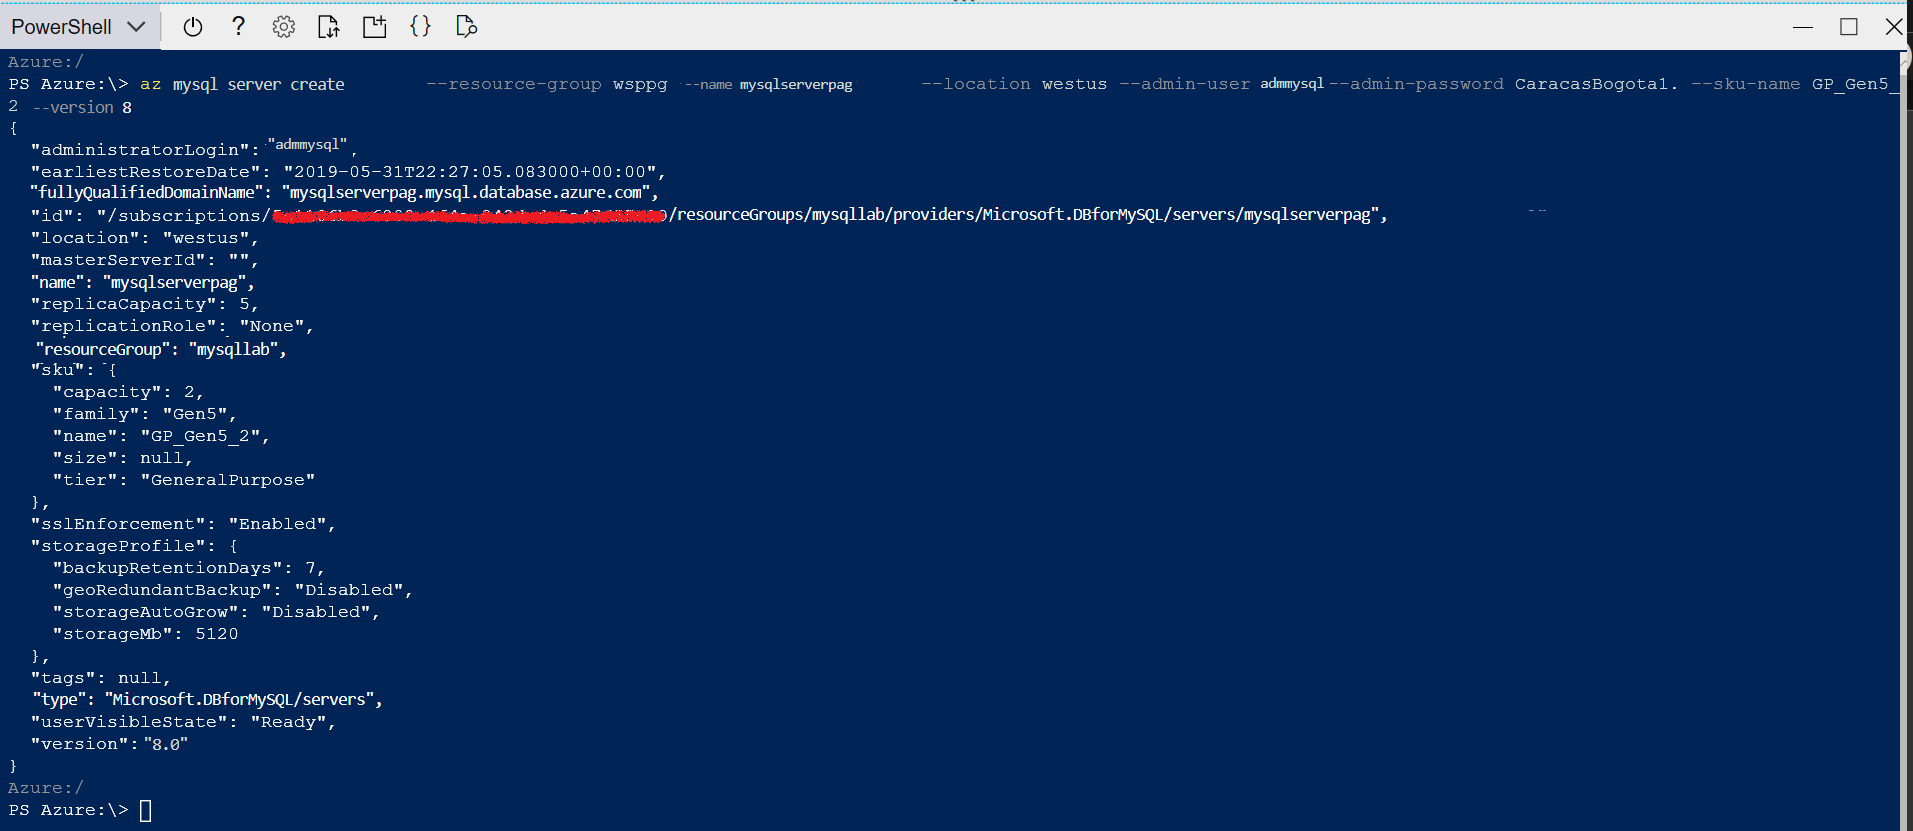 PowerShell
Azure:/
PS Azure:\> az mysql server create --resource-group wsppg --name mysqlserverpag --location westus --admin-user admmysql --admin-password CaracasBogota1. --sku-name GP_Gen5_
2 --version 8
{
"administratorLogin": "admmysql",
"earliestRestoreDate": "2019-05-31T22:27:05.083000+00:00",
"fullyQualifiedDomainName": "mysqlserverpag.mysql.database.azure.com",
"id": "/subscriptions/ /resourceGroups/mysqllab/providers/Microsoft.DBforMySQL/servers/mysqlserverpag",
"location": "westus",
"masterServerId": "",
"name": "mysqlserverpag",
"replicaCapacity": 5,
"replicationRole": "None",
"resourceGroup": "mysqllab",
"sku": {
"capacity": 2,
"family": "Gen5",
"name": "GP_Gen5_2",
"size": null,
"tier": "GeneralPurpose"
},
"sslEnforcement": "Enabled",
"storageProfile": {
"backupRetentionDays": 7,
"geoRedundantBackup": "Disabled",
"storageAutoGrow": "Disabled",
"storageMb": 5120
},
"tags": null,
"type": "Microsoft.DBforMySQL/servers",
"userVisibleState": "Ready",
"version": "8.0"
}
Azure:/
PS Azure:\>